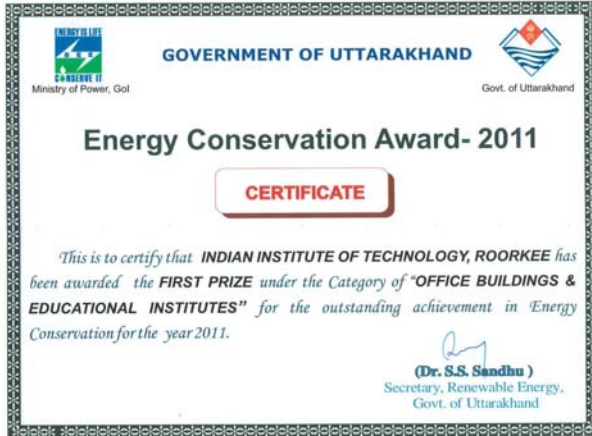 ENERGY IS LIFE
BEE
CONSERVE IT
Ministry of Power, GoI
GOVERNMENT OF UTTARAKHAND
Govt. of Uttarakhand
Energy Conservation Award- 2011
CERTIFICATE
This is to certify that INDIAN INSTITUTE OF TECHNOLOGY, ROORKEE has
been awarded the FIRST PRIZE under the Category of "OFFICE BUILDINGS &
EDUCATIONAL INSTITUTES" for the outstanding achievement in Energy
Conservation for the year 2011.
(Dr. S.S. Sandhu )
Secretary, Renewable Energy,
Govt. of Uttarakhand